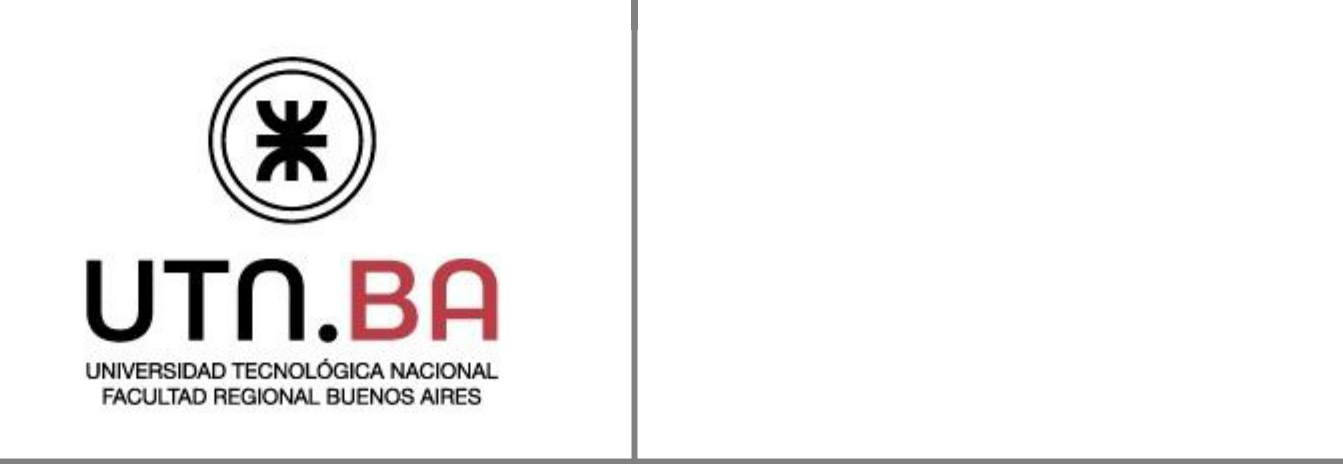 UTN.BA
UNIVERSIDAD TECNOLÓGICA NACIONAL
FACULTAD REGIONAL BUENOS AIRES